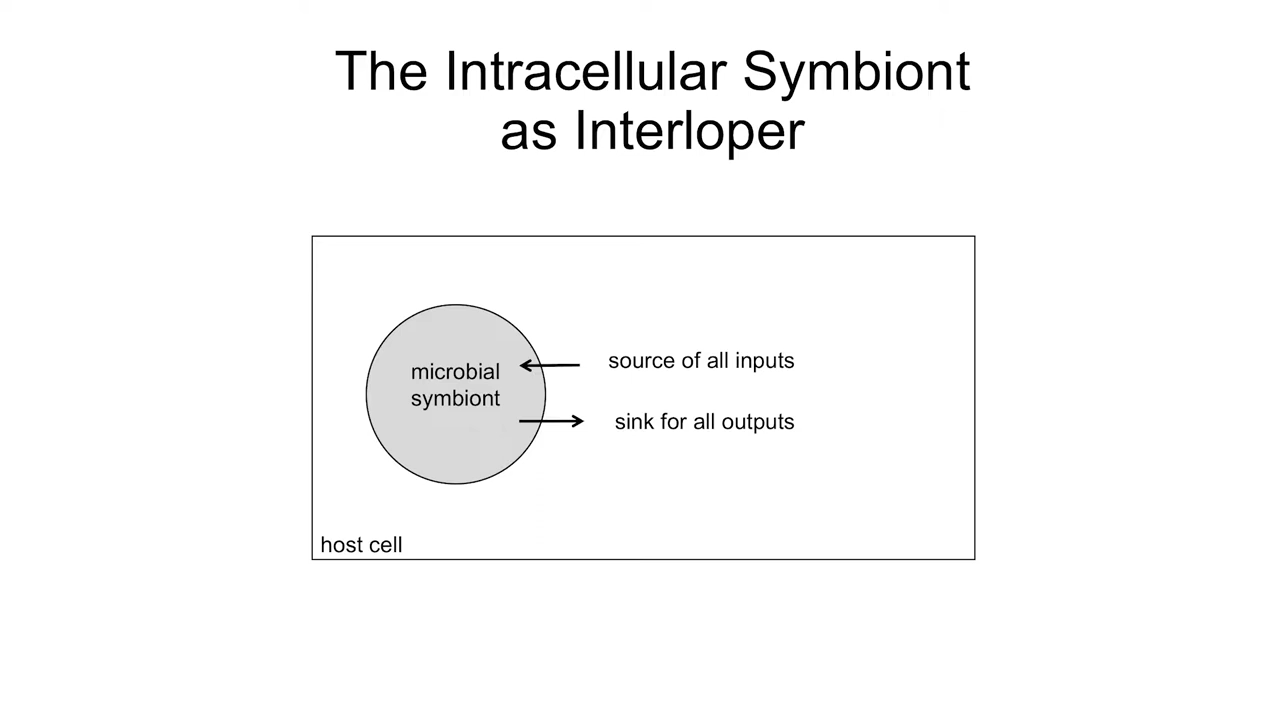 The Intracellular Symbiont
as Interloper
microbial
symbiont
source of all inputs
sink for all outputs
host cell